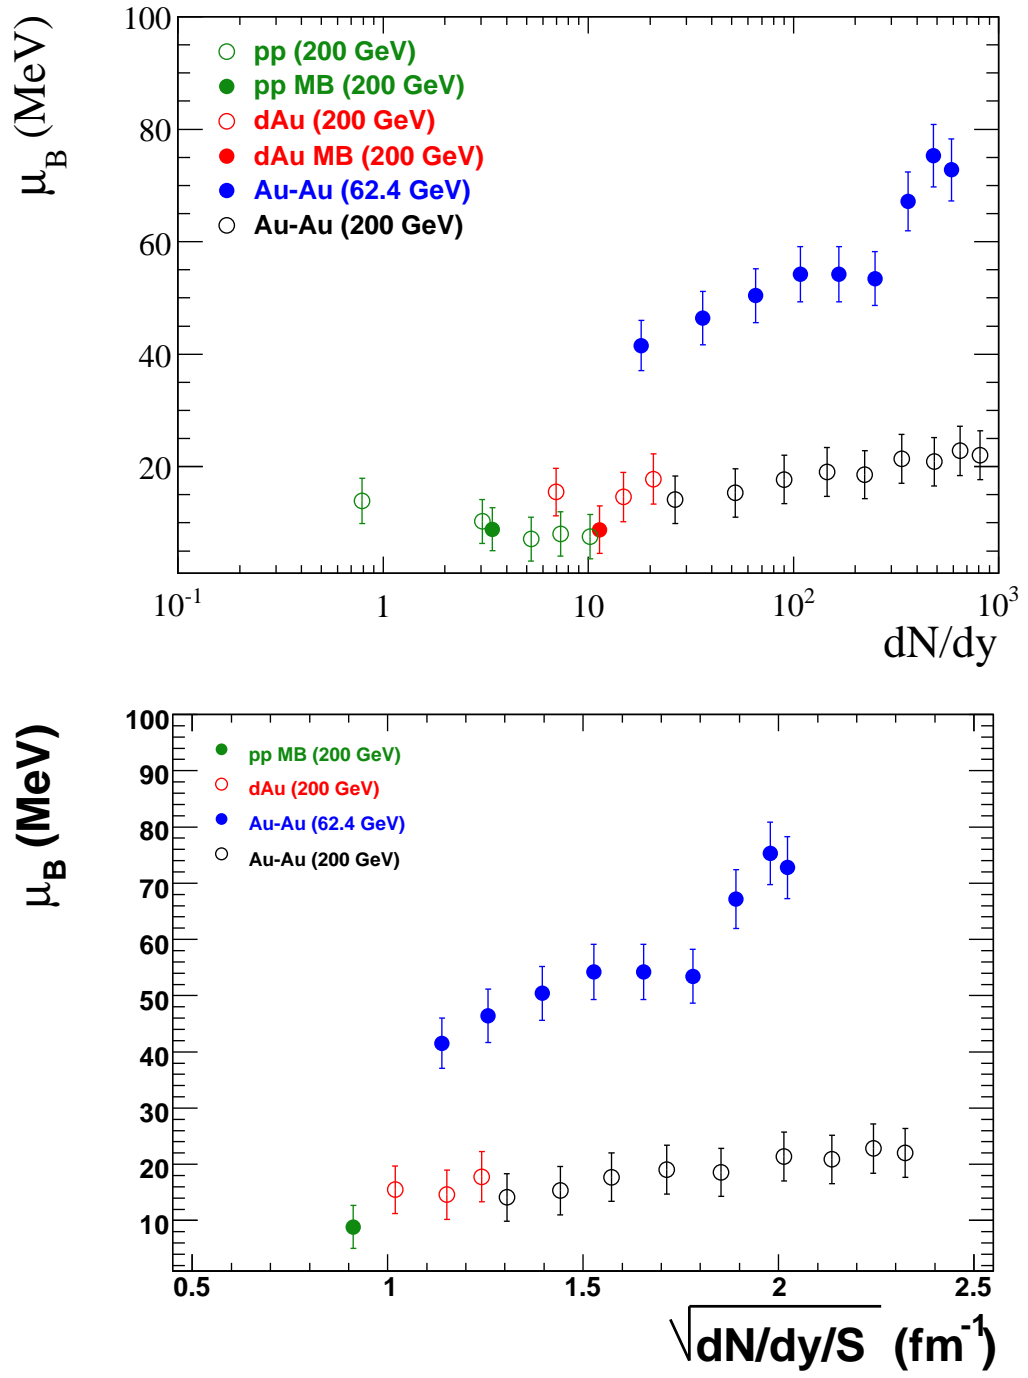 μB (MeV)
100
80
60
40
20
pp (200 GeV)
pp MB (200 GeV)
dAu (200 GeV)
dAu MB (200 GeV)
Au-Au (62.4 GeV)
Au-Au (200 GeV)
10⁻¹ 1 10 10² 10³
dN/dy
μB (MeV)
100
90
80
70
60
50
40
30
20
10
pp MB (200 GeV)
dAu (200 GeV)
Au-Au (62.4 GeV)
Au-Au (200 GeV)
0.5 1 1.5 2 2.5
√dN/dy/S (fm⁻¹)